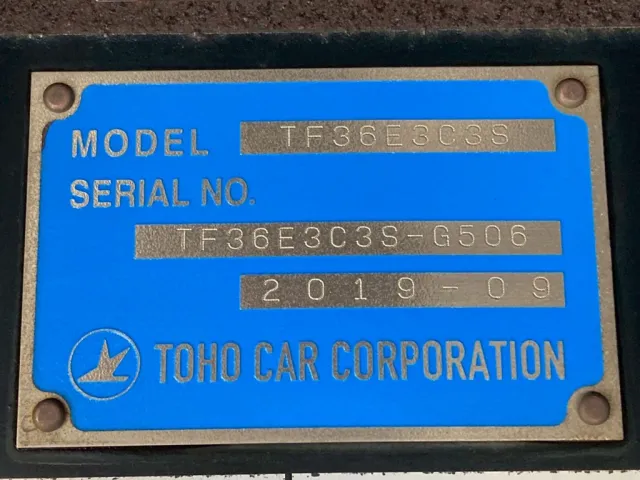 MODEL TF36E3C3S
SERIAL NO.
TF36E3C3S-G506
2019-09
TOHO CAR CORPORATION